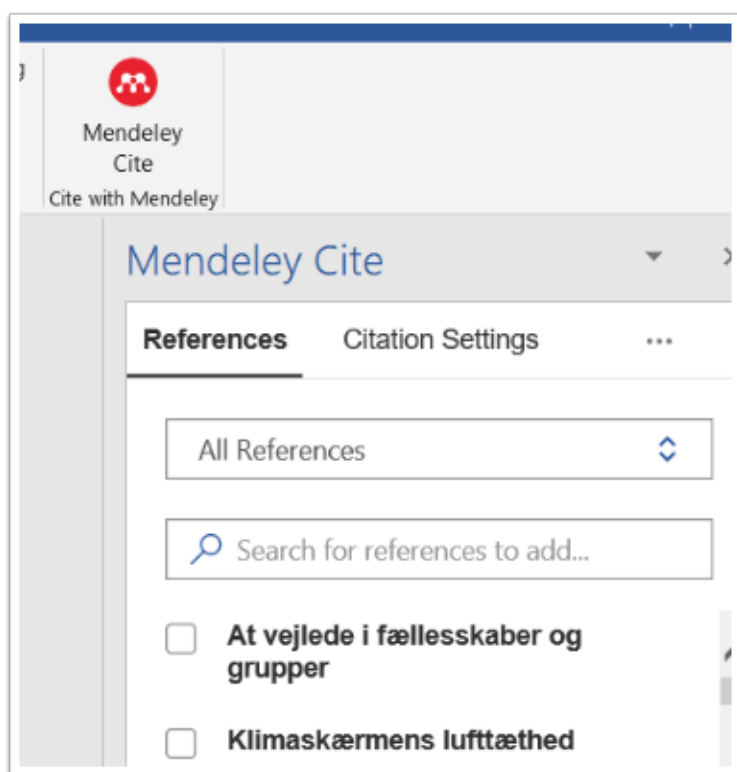 Mendeley
Cite
Cite with Mendeley
Mendeley Cite
References Citation Settings ...
All References
Search for references to add...
At vejlede i fællesskaber og
grupper
Klimaskærmens lufttæthed